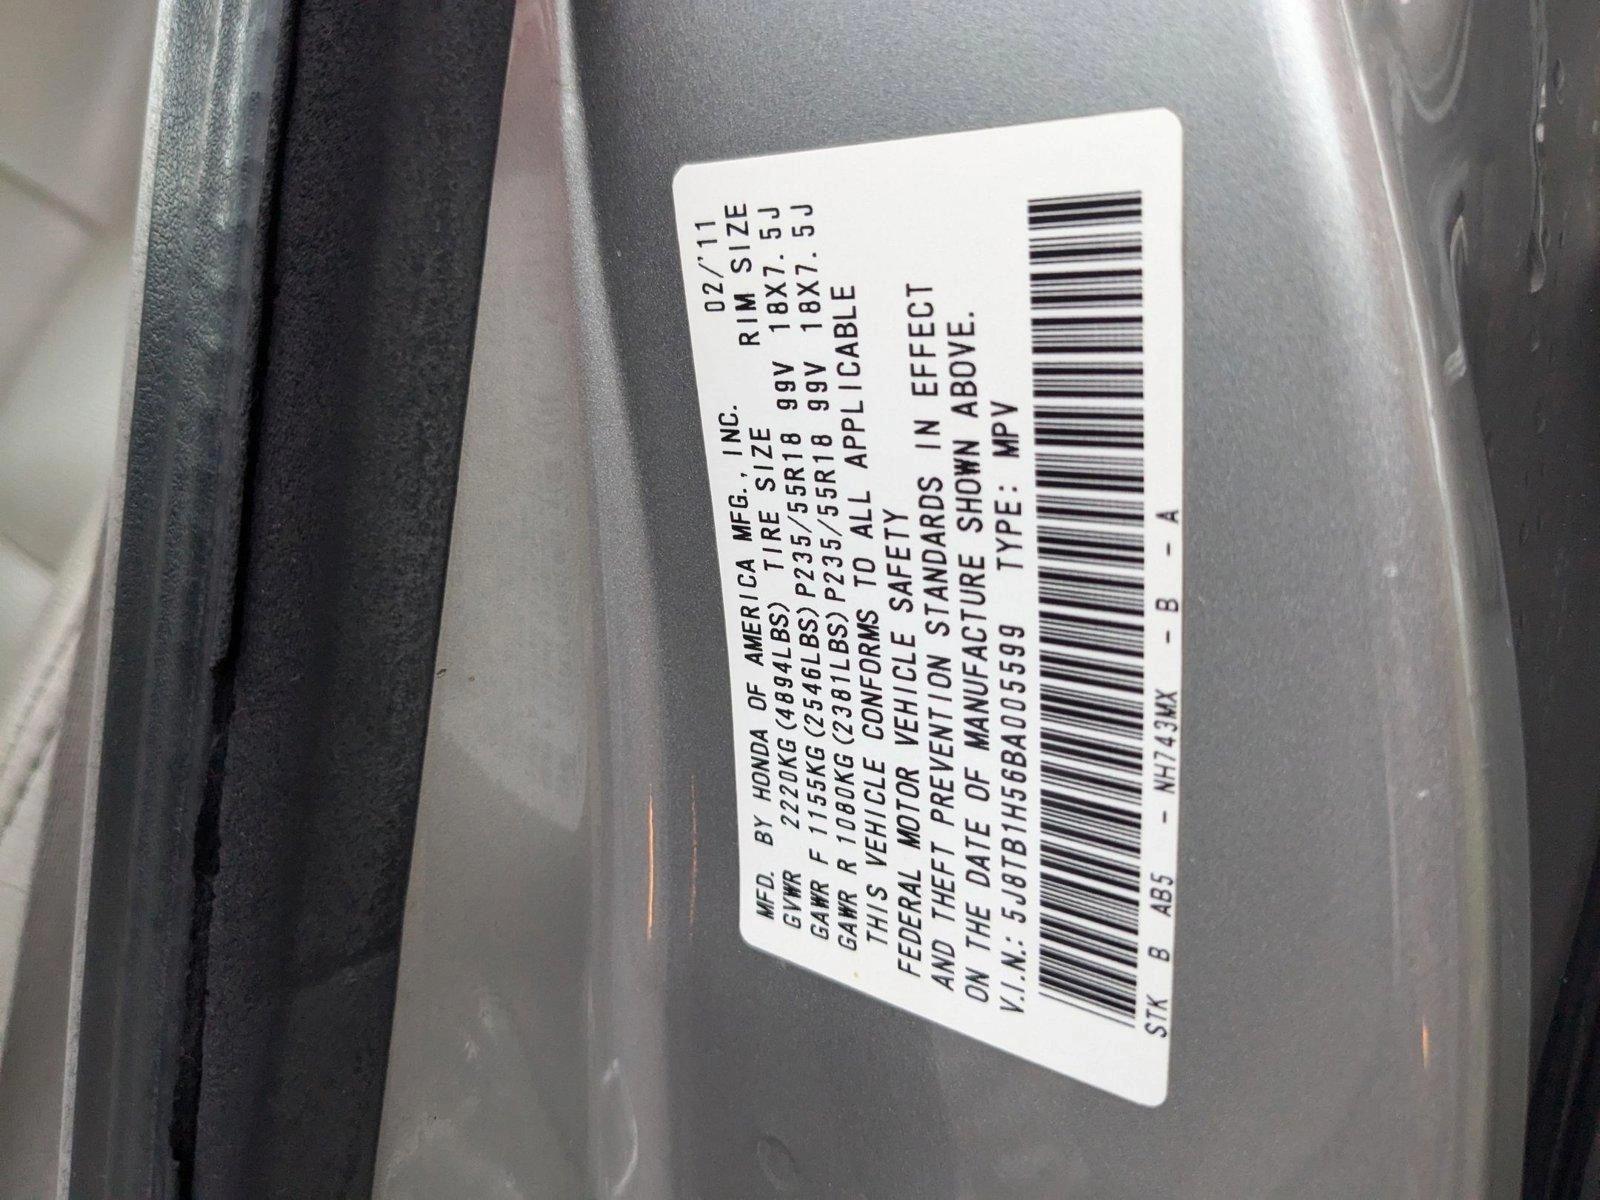 MFD. BY HONDA OF AMERICA MFG., INC. 02/'11
GVWR 2220KG(4894LBS) TIRE SIZE RIM SIZE
GAWR F 1155KG(2546LBS)P235/55R18 99V 18X7.5J
GAWR R 1080KG(2381LBS)P235/55R18 99V 18X7.5J
THIS VEHICLE CONFORMS TO ALL APPLICABLE
FEDERAL MOTOR VEHICLE SAFETY
AND THEFT PREVENTION STANDARDS IN EFFECT
ON THE DATE OF MANUFACTURE SHOWN ABOVE.
V.I.N.: 5J8TB1H56BA005599 TYPE: MPV
STK B AB5 - NH743MX - B - A